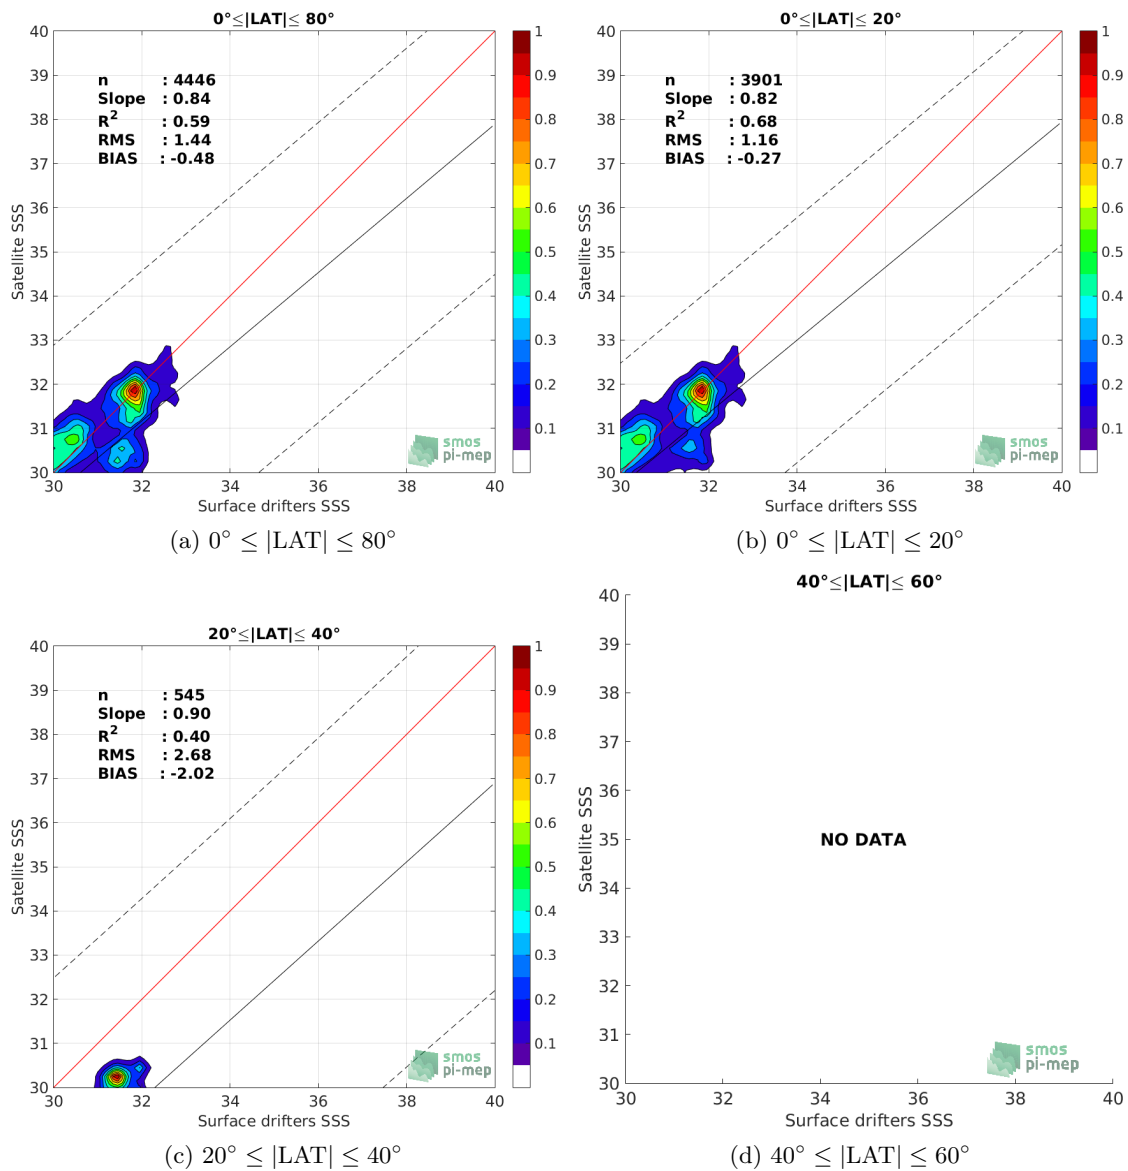 0°≤|LAT|≤ 80°
40
39
38
37
36
35
34
33
32
31
30
Satellite SSS
n : 4446
Slope : 0.84
R2 : 0.59
RMS : 1.44
BIAS : -0.48
smos
pi-mep
30 32 34 36 38 40
Surface drifters SSS
1
0.9
0.8
0.7
0.6
0.5
0.4
0.3
0.2
0.1
(a) 0° ≤ |LAT| ≤ 80°
0°≤|LAT|≤ 20°
40
39
38
37
36
35
34
33
32
31
30
Satellite SSS
n : 3901
Slope : 0.82
R2 : 0.68
RMS : 1.16
BIAS : -0.27
smos
pi-mep
30 32 34 36 38 40
Surface drifters SSS
1
0.9
0.8
0.7
0.6
0.5
0.4
0.3
0.2
0.1
(b) 0° ≤ |LAT| ≤ 20°
20°≤|LAT|≤ 40°
40
39
38
37
36
35
34
33
32
31
30
Satellite SSS
n : 545
Slope : 0.90
R2 : 0.40
RMS : 2.68
BIAS : -2.02
smos
pi-mep
30 32 34 36 38 40
Surface drifters SSS
1
0.9
0.8
0.7
0.6
0.5
0.4
0.3
0.2
0.1
(c) 20° ≤ |LAT| ≤ 40°
40°≤|LAT|≤ 60°
40
39
38
37
36
35
34
33
32
31
30
Satellite SSS
NO DATA
smos
pi-mep
30 32 34 36 38 40
Surface drifters SSS
(d) 40° ≤ |LAT| ≤ 60°